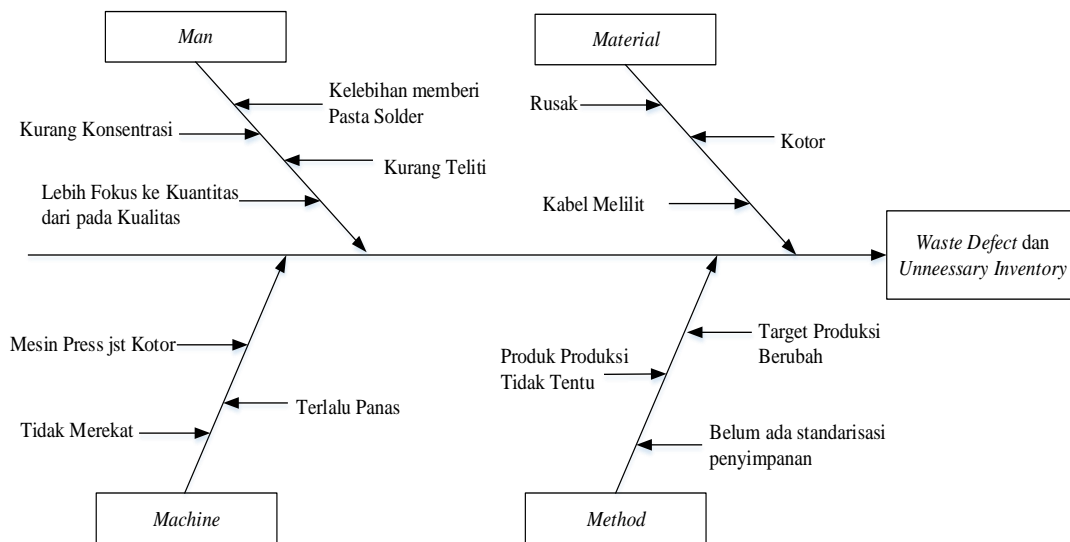 Man
Material
Kelebihan memberi
Pasta Solder
Rusak
Kurang Konsentrasi
Kotor
Kurang Teliti
Lebih Fokus ke Kuantitas
dari pada Kualitas
Kabel Melilit
Waste Defect dan
Unneessary Inventory
Mesin Press jst Kotor
Target Produksi
Berubah
Produk Produksi
Tidak Tentu
Terlalu Panas
Tidak Merekat
Belum ada standarisasi
penyimpanan
Machine
Method